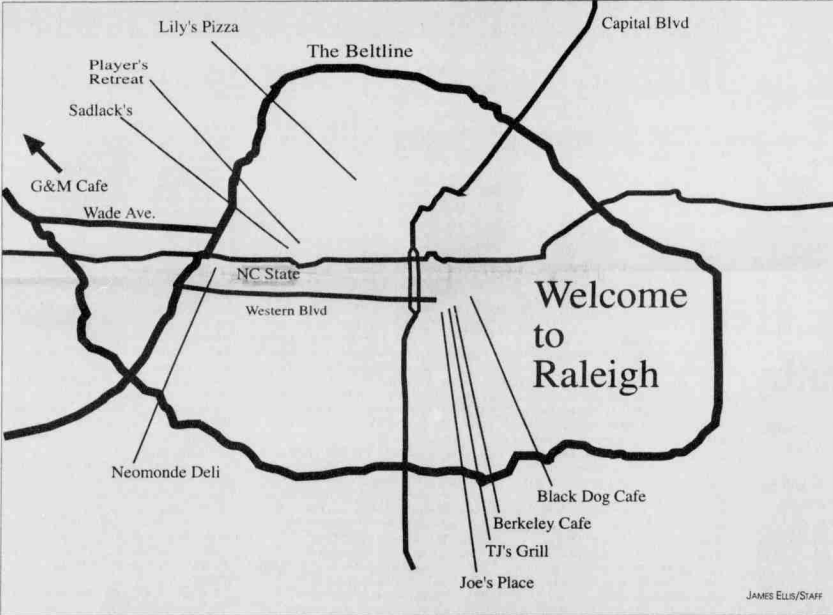 Lily's Pizza
Capital Blvd
The Beltline
Player's
Retreat
Sadlack's
G&M Cafe
Wade Ave.
NC State
Western Blvd
Welcome
to
Raleigh
Neomonde Deli
Black Dog Cafe
Berkeley Cafe
TJ's Grill
Joe's Place
JAMES ELLIS/STAFF